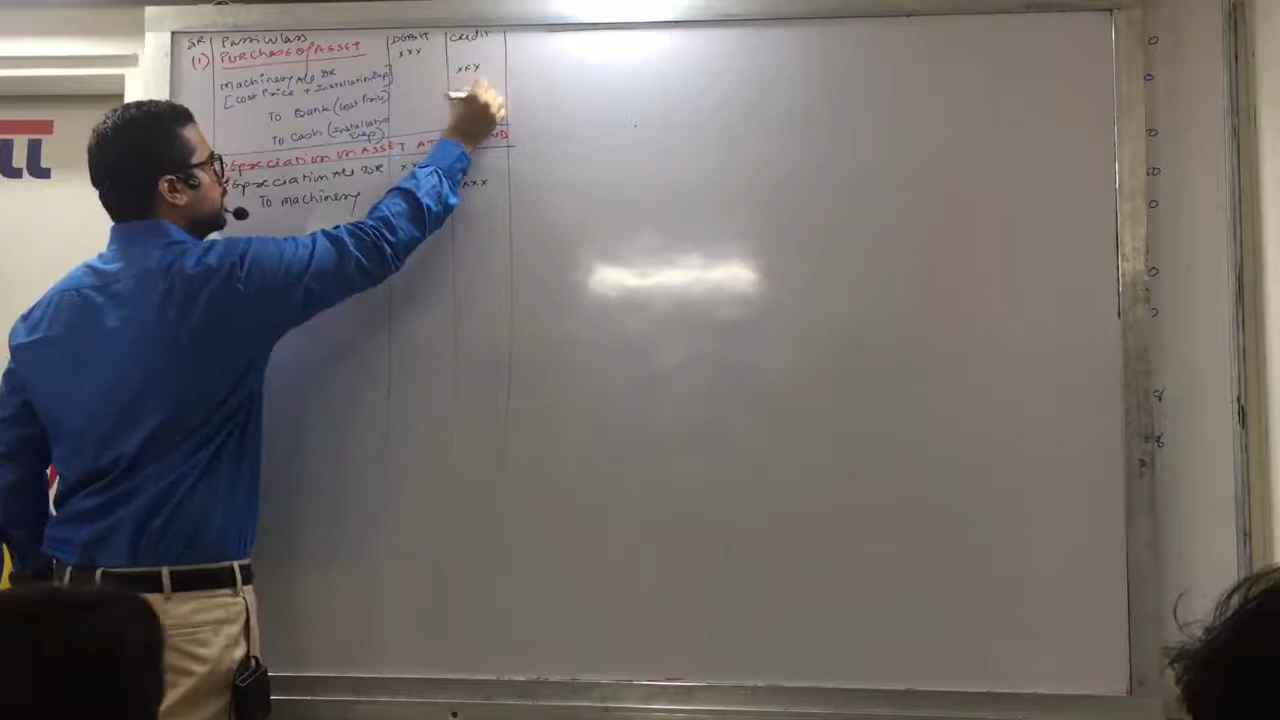 SR Particulars DEBIT Credit
(1) PURCHASE of ASSET xxx
machinery A/c DR xxx
[cost Price + Installation Exp]
To Bank (cost Price)
To Cash (Installation Exp)
Depreciation on ASSET AT
Depreciation A/c DR
To machinery xxx